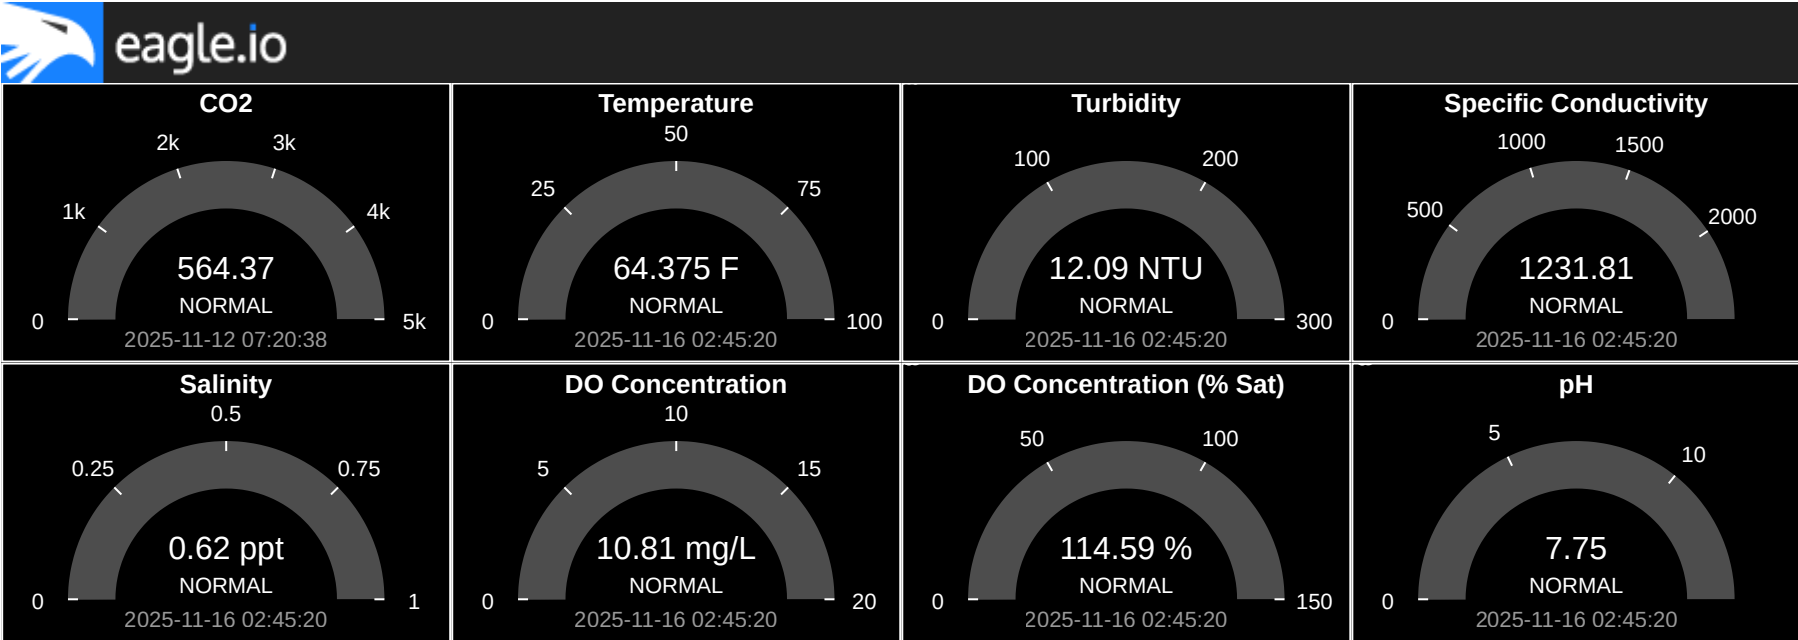 eagle.io
CO2
2k 3k
1k 4k
564.37
NORMAL
0 5k
2025-11-12 07:20:38
Temperature
50
25 75
64.375 F
NORMAL
0 100
2025-11-16 02:45:20
Turbidity
100 200
12.09 NTU
NORMAL
0 300
2025-11-16 02:45:20
Specific Conductivity
1000 1500
500 2000
1231.81
NORMAL
0
2025-11-16 02:45:20
Salinity
0.5
0.25 0.75
0.62 ppt
NORMAL
0 1
2025-11-16 02:45:20
DO Concentration
10
5 15
10.81 mg/L
NORMAL
0 20
2025-11-16 02:45:20
DO Concentration (% Sat)
50 100
114.59 %
NORMAL
0 150
2025-11-16 02:45:20
pH
5 10
7.75
NORMAL
0
2025-11-16 02:45:20